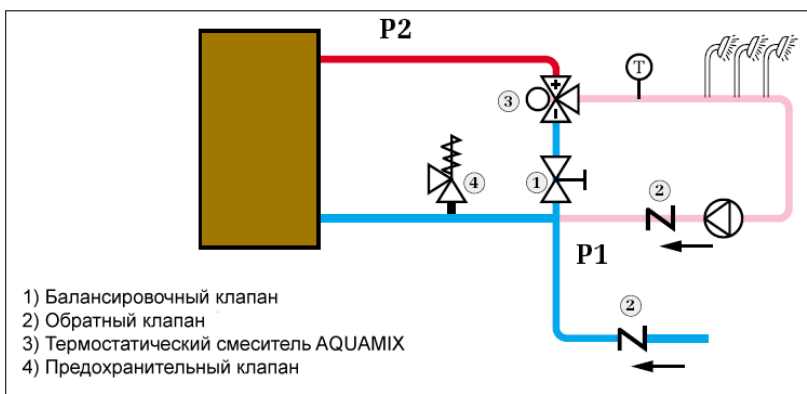 P2
T
3
4
1
2
P1
2
1) Балансировочный клапан
2) Обратный клапан
3) Термостатический смеситель AQUAMIX
4) Предохранительный клапан